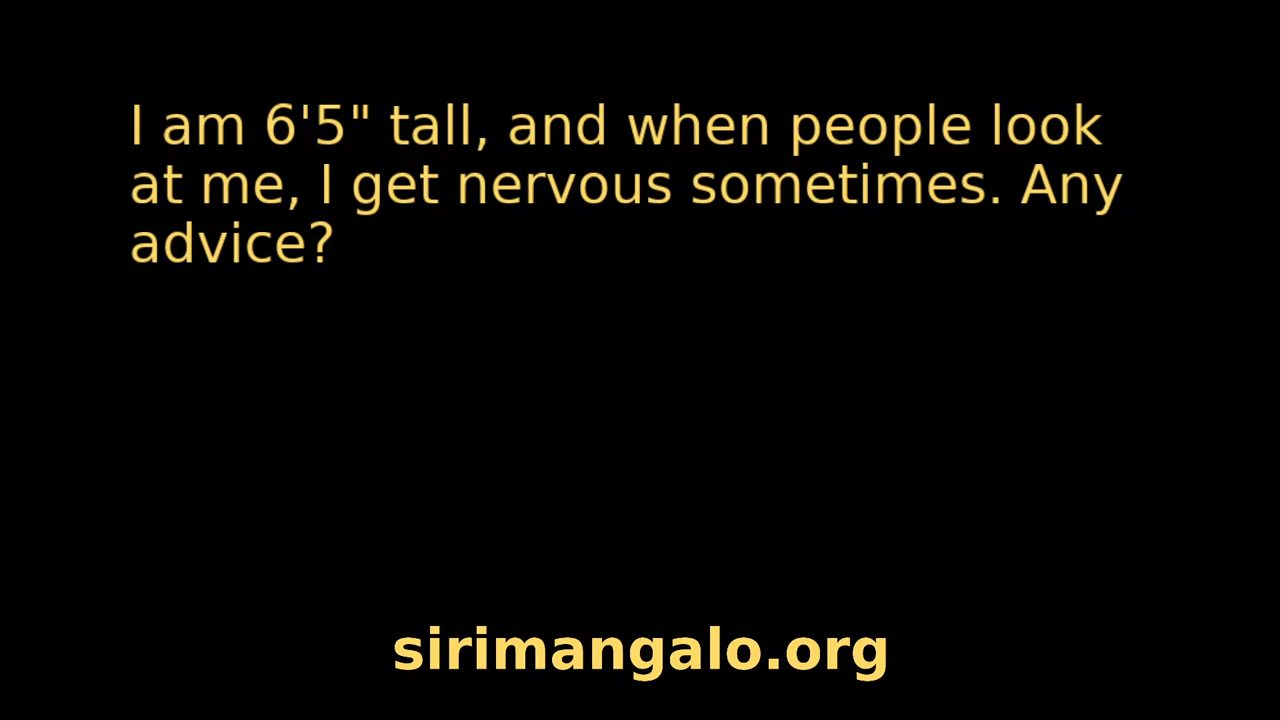 I am 6'5" tall, and when people look
at me, I get nervous sometimes. Any
advice?
sirimangalo.org